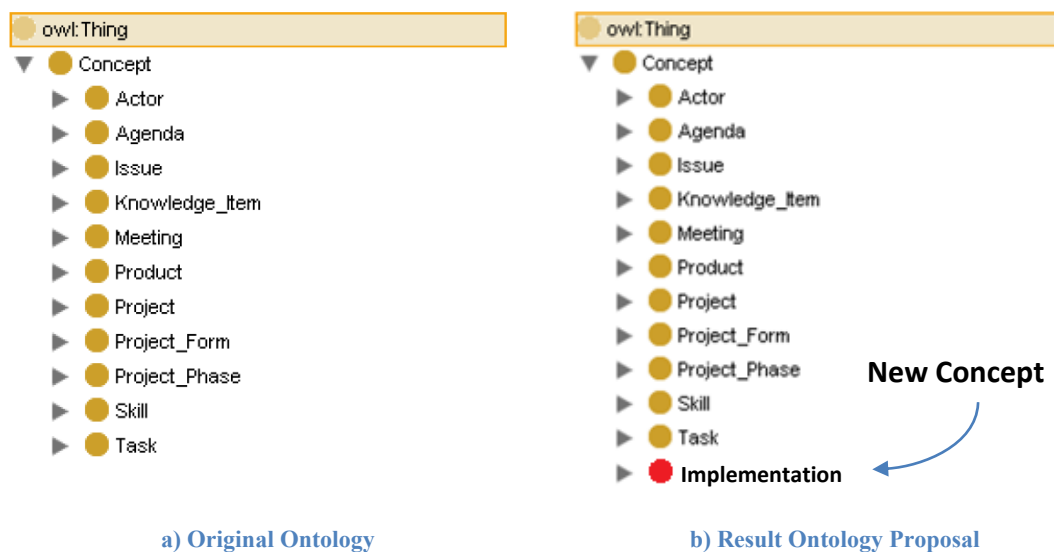 owl:Thing
Concept
Actor
Agenda
Issue
Knowledge_Item
Meeting
Product
Project
Project_Form
Project_Phase
Skill
Task
a) Original Ontology
owl:Thing
Concept
Actor
Agenda
Issue
Knowledge_Item
Meeting
Product
Project
Project_Form
Project_Phase
Skill
Task
Implementation
New Concept
b) Result Ontology Proposal